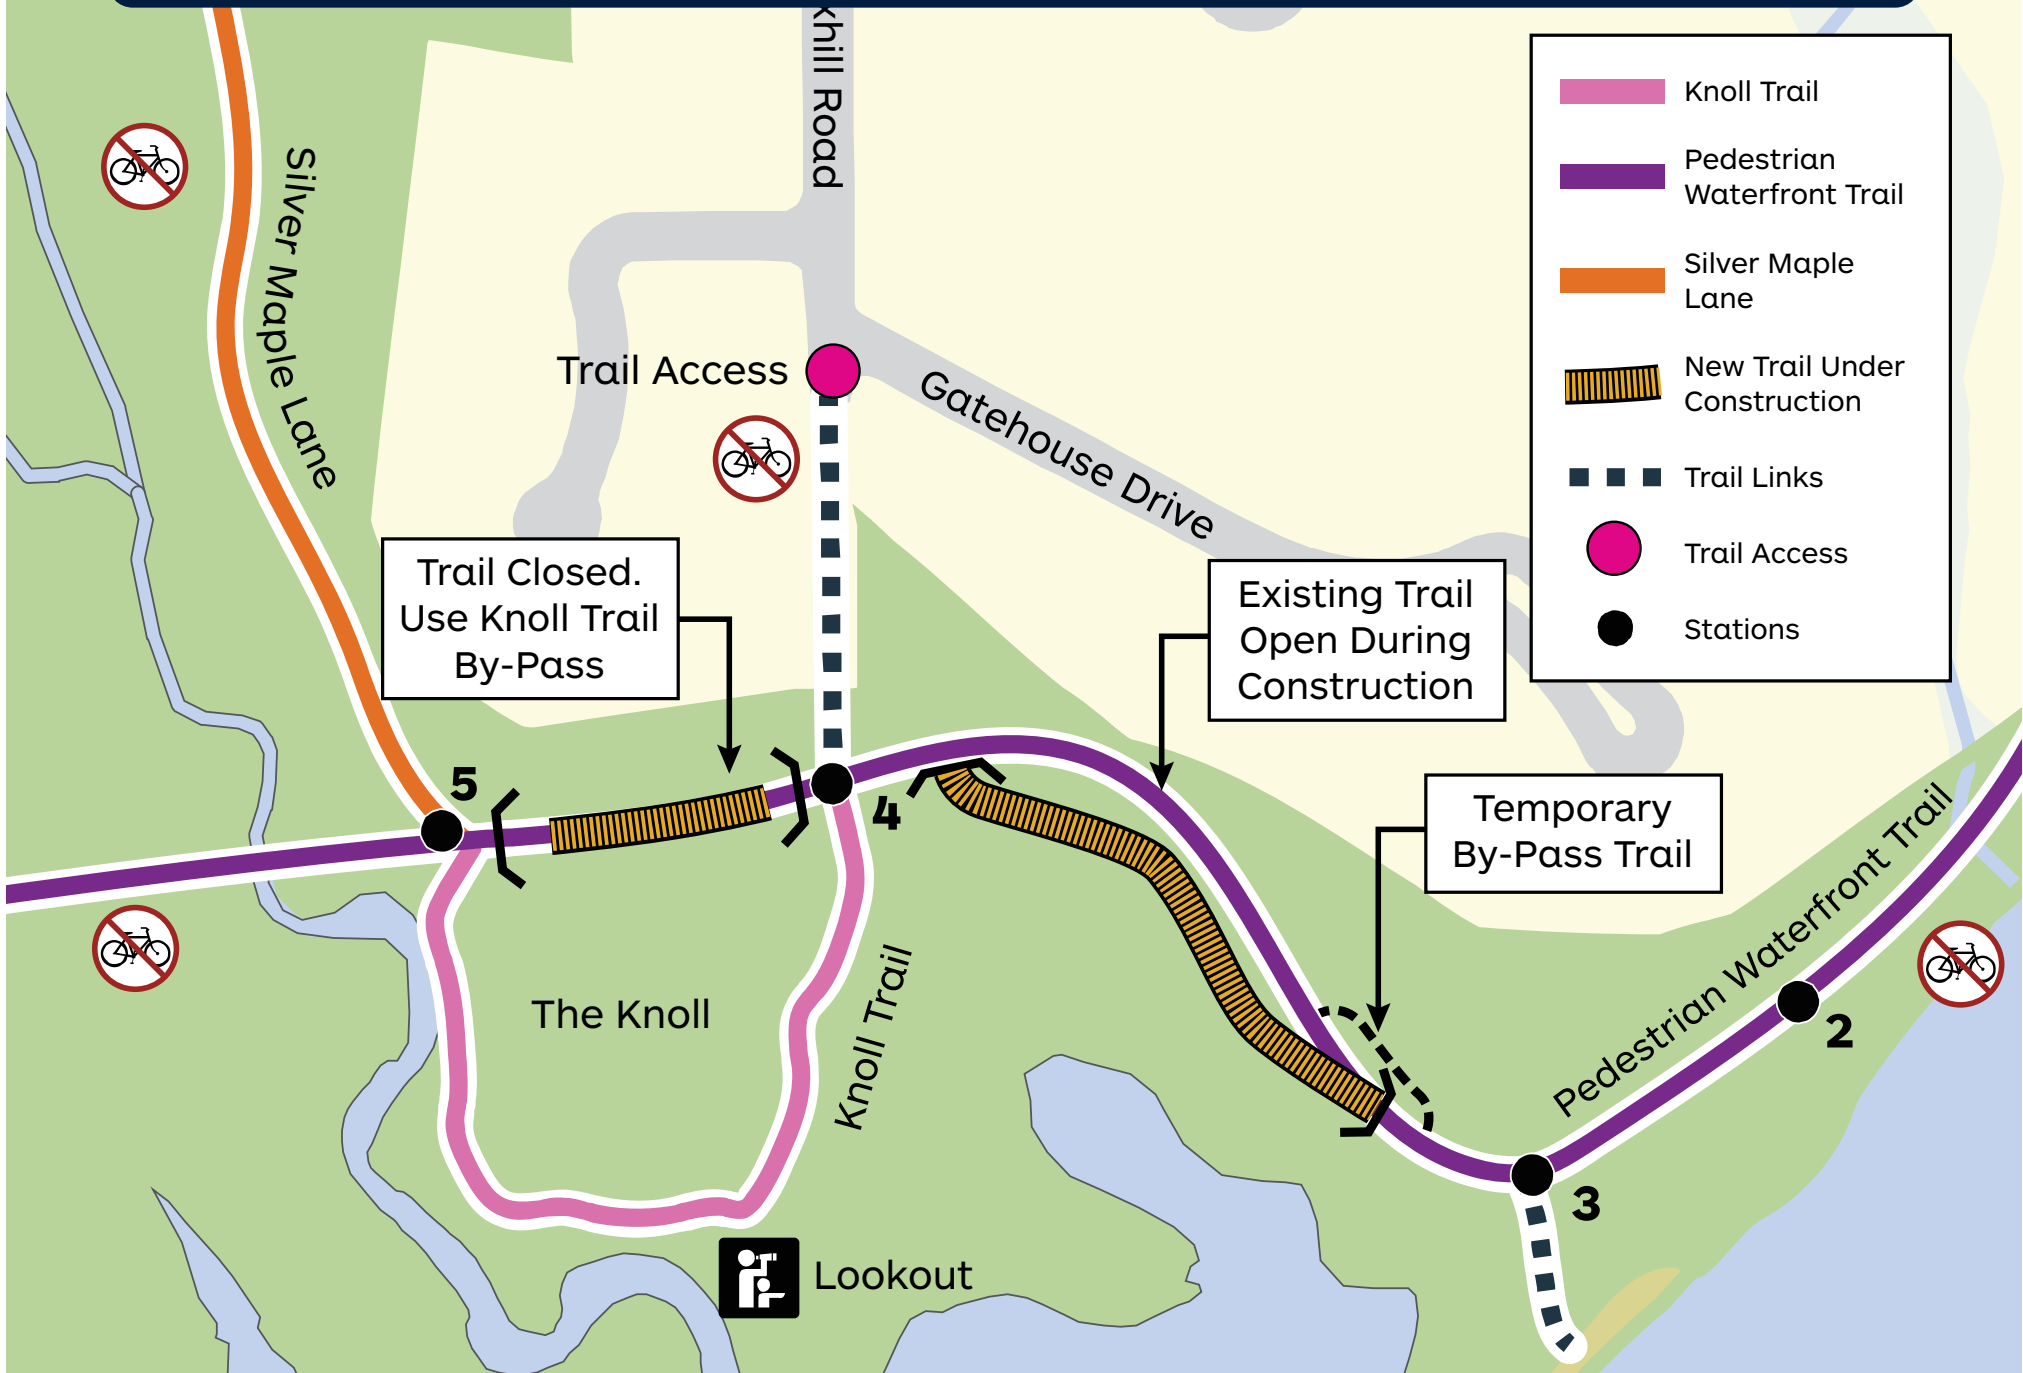 xhill Road
Silver Maple Lane
Trail Access
Gatehouse Drive
Knoll Trail
Pedestrian
Waterfront Trail
Silver Maple
Lane
New Trail Under
Construction
Trail Links
Trail Access
Stations
Trail Closed.
Use Knoll Trail
By-Pass
Existing Trail
Open During
Construction
Temporary
By-Pass Trail
5
4
The Knoll
Knoll Trail
Pedestrian Waterfront Trail
2
3
Lookout